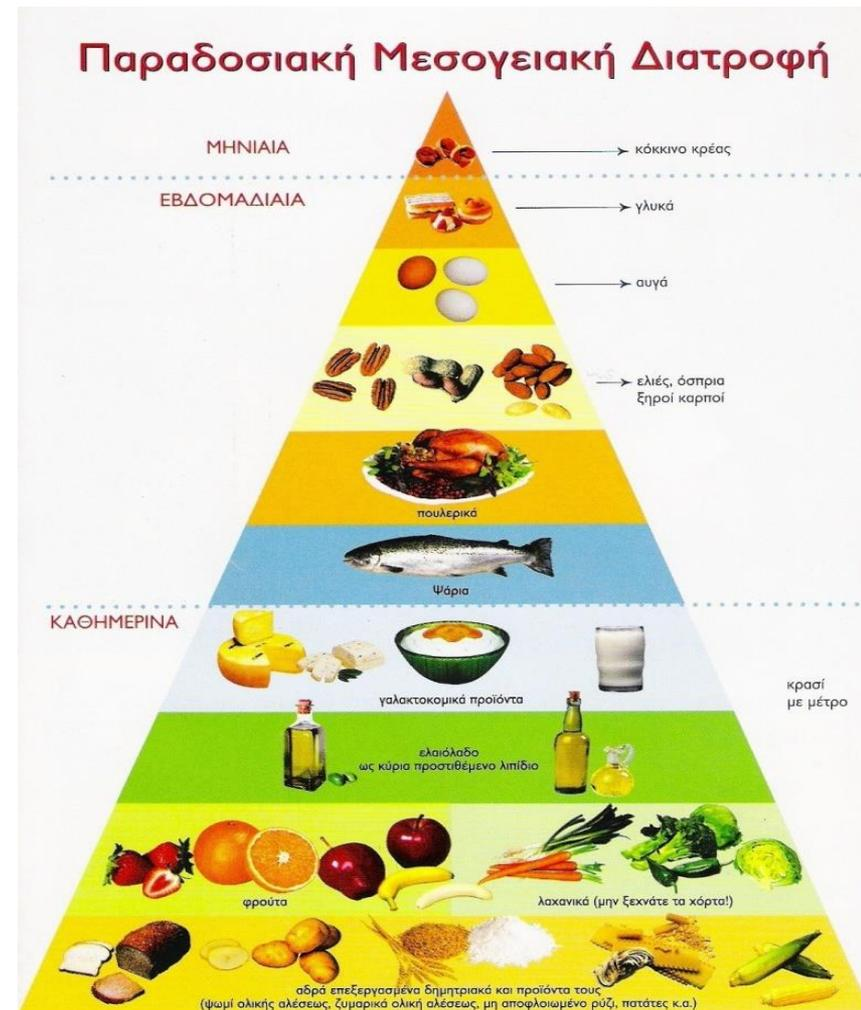 Παραδοσιακή Μεσογειακή Διατροφή
ΜΗΝΙΑΙΑ
κόκκινο κρέας
ΕΒΔΟΜΑΔΙΑΙΑ
γλυκά
αυγά
ελιές, όσπρια
ξηροί καρποί
πουλερικά
Ψάρια
ΚΑΘΗΜΕΡΙΝΑ
γαλακτοκομικά προϊόντα
κρασί
με μέτρο
ελαιόλαδο
ως κύρια προστιθέμενο λιπίδιο
φρούτα
λαχανικά (μην ξεχνάτε τα χόρτα!)
αδρά επεξεργασμένα δημητριακά και προϊόντα τους
(ψωμί ολικής αλέσεως, ζυμαρικά ολική αλέσεως, μη αποφλοιωμένο ρύζι, πατάτες κ.α.)